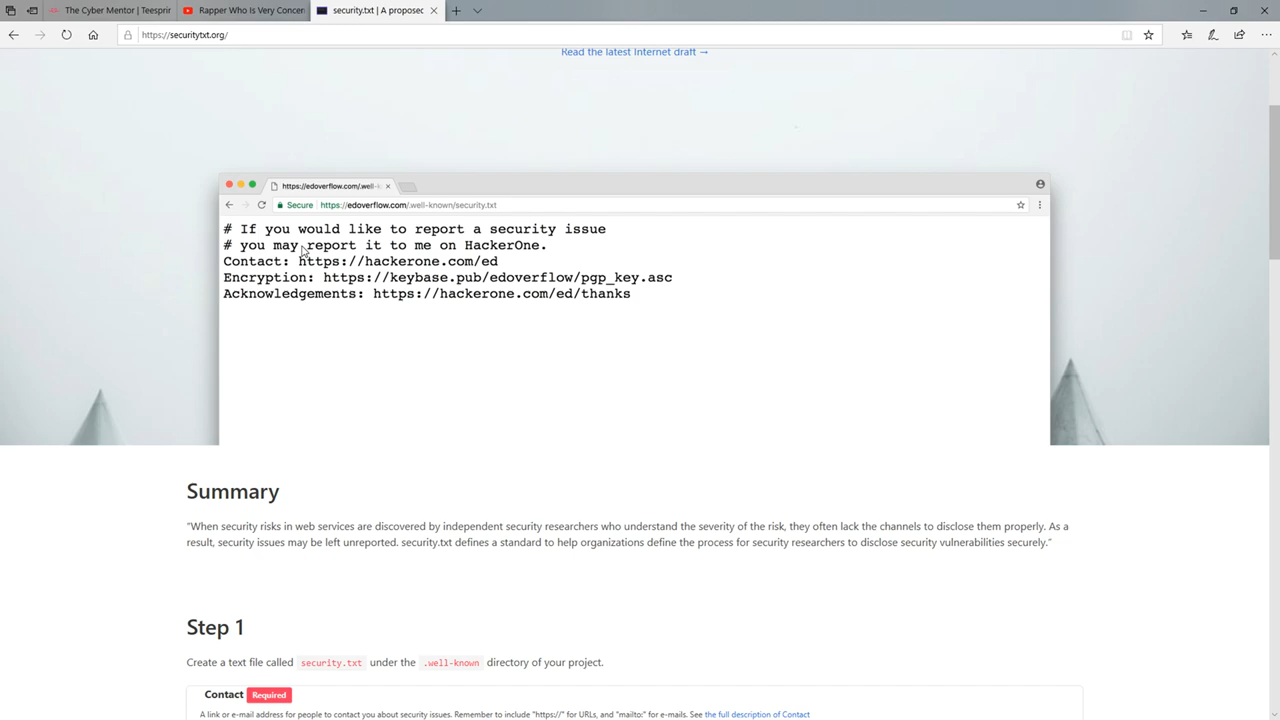 The Cyber Mentor | Teesprin
Rapper Who Is Very Concern
security.txt | A proposed
https://securitytxt.org/
Read the latest Internet draft →
https://edoverflow.com/.well-k
Secure https://edoverflow.com/.well-known/security.txt
# If you would like to report a security issue
# you may report it to me on HackerOne.
Contact: https://hackerone.com/ed
Encryption: https://keybase.pub/edoverflow/pgp_key.asc
Acknowledgements: https://hackerone.com/ed/thanks
Summary
"When security risks in web services are discovered by independent security researchers who understand the severity of the risk, they often lack the channels to disclose them properly. As a
result, security issues may be left unreported. security.txt defines a standard to help organizations define the process for security researchers to disclose security vulnerabilities securely."
Step 1
Create a text file called security.txt under the .well-known directory of your project.
Contact Required
A link or e-mail address for people to contact you about security issues. Remember to include "https://" for URLs, and "mailto:" for e-mails. See the full description of Contact